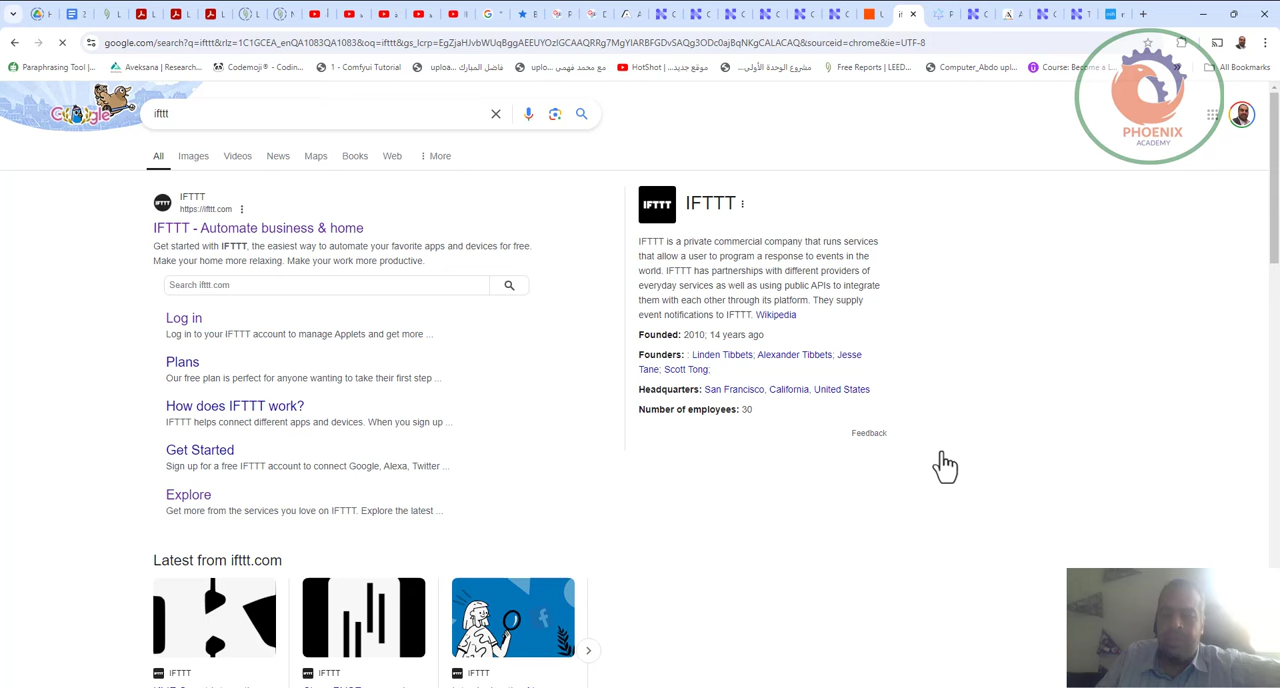 google.com/search?q=ifttt&rlz=1C1GCEA_enQA1083QA1083&oq=ifttt&gs_lcrp=EgZjaHJvbWUqBggAEEUYOzIGCAAQRRg7MgYIARBFGDvSAQg3ODc0ajBqNKgCALACAQ&sourceid=chrome&ie=UTF-8
Paraphrasing Tool |...
Aveksana | Research...
Codemoji® - Codin...
1 - Comfyui Tutorial
فاضل المبارك ...uploa
مع محمد فهمى ...uploa
HotShot | ...موقع جديد
مشروع الوحدة الأولى...
Free Reports | LEED...
Computer_Abdo upl...
Course: Become a L...
All Bookmarks
Google
ifttt
PHOENIX
ACADEMY
All
Images
Videos
News
Maps
Books
Web
More
IFTTT
https://ifttt.com
IFTTT - Automate business & home
Get started with IFTTT, the easiest way to automate your favorite apps and devices for free.
Make your home more relaxing. Make your work more productive.
Search ifttt.com
Log in
Log in to your IFTTT account to manage Applets and get more ...
Plans
Our free plan is perfect for anyone wanting to take their first step ...
How does IFTTT work?
IFTTT helps connect different apps and devices. When you sign up ...
Get Started
Sign up for a free IFTTT account to connect Google, Alexa, Twitter ...
Explore
Get more from the services you love on IFTTT. Explore the latest ...
Latest from ifttt.com
IFTTT
IFTTT
IFTTT
IFTTT
IFTTT
IFTTT is a private commercial company that runs services
that allow a user to program a response to events in the
world. IFTTT has partnerships with different providers of
everyday services as well as using public APIs to integrate
them with each other through its platform. They supply
event notifications to IFTTT. Wikipedia
Founded: 2010; 14 years ago
Founders: : Linden Tibbets; Alexander Tibbets; Jesse
Tane; Scott Tong;
Headquarters: San Francisco, California, United States
Number of employees: 30
Feedback